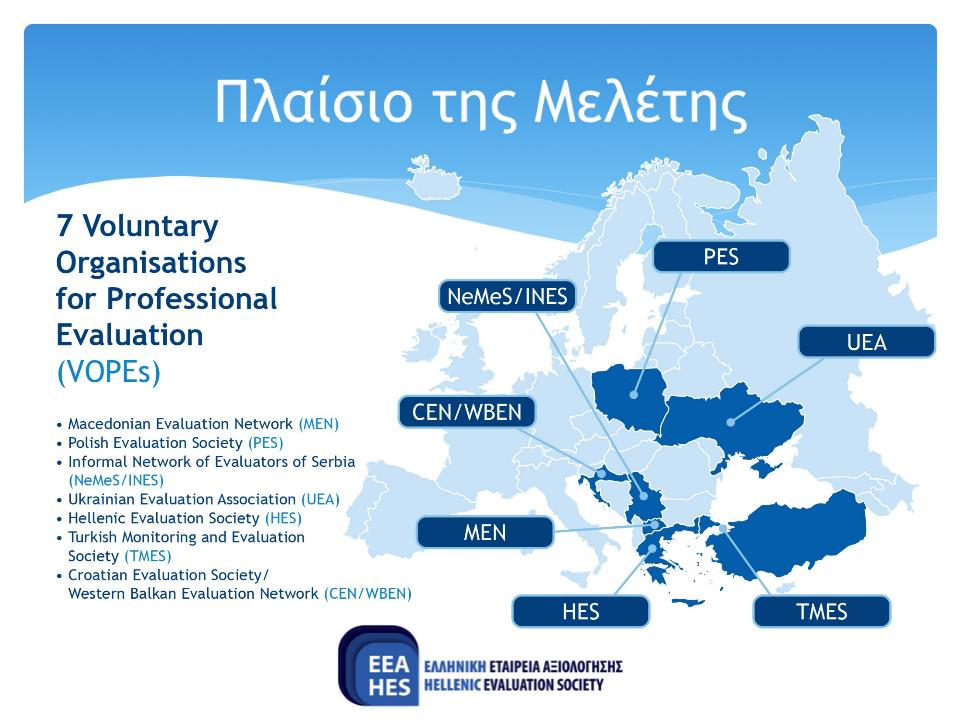 Πλαίσιο της Μελέτης
7 Voluntary
Organisations
for Professional
Evaluation
(VOPEs)
• Macedonian Evaluation Network (MEN)
• Polish Evaluation Society (PES)
• Informal Network of Evaluators of Serbia
(NeMeS/INES)
• Ukrainian Evaluation Association (UEA)
• Hellenic Evaluation Society (HES)
• Turkish Monitoring and Evaluation
Society (TMES)
• Croatian Evaluation Society/
Western Balkan Evaluation Network (CEN/WBEN)
PES
NeMeS/INES
UEA
CEN/WBEN
MEN
HES
TMES
EEA
HES
ΕΛΛΗΝΙΚΗ ΕΤΑΙΡΕΙΑ ΑΞΙΟΛΟΓΗΣΗΣ
HELLENIC EVALUATION SOCIETY